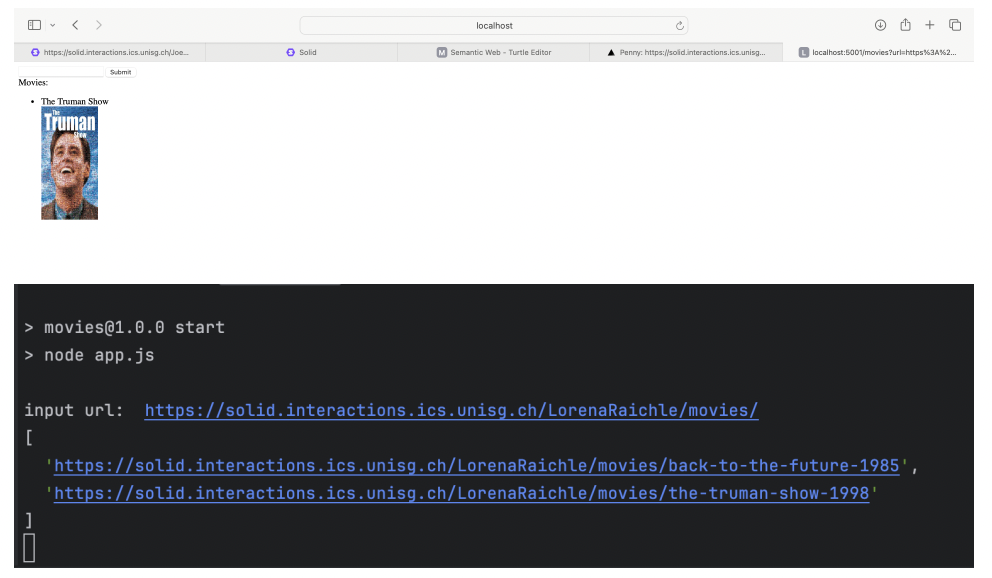 localhost
https://solid.interactions.ics.unisg.ch/Joe...
Solid
M Semantic Web - Turtle Editor
Penny: https://solid.interactions.ics.unisg...
L localhost:5001/movies?url=https%3A%2...
Submit
Movies:
• The Truman Show
The
Truman
Show
> movies@1.0.0 start
> node app.js
input url:  https://solid.interactions.ics.unisg.ch/LorenaRaichle/movies/
[
  'https://solid.interactions.ics.unisg.ch/LorenaRaichle/movies/back-to-the-future-1985',
  'https://solid.interactions.ics.unisg.ch/LorenaRaichle/movies/the-truman-show-1998'
]